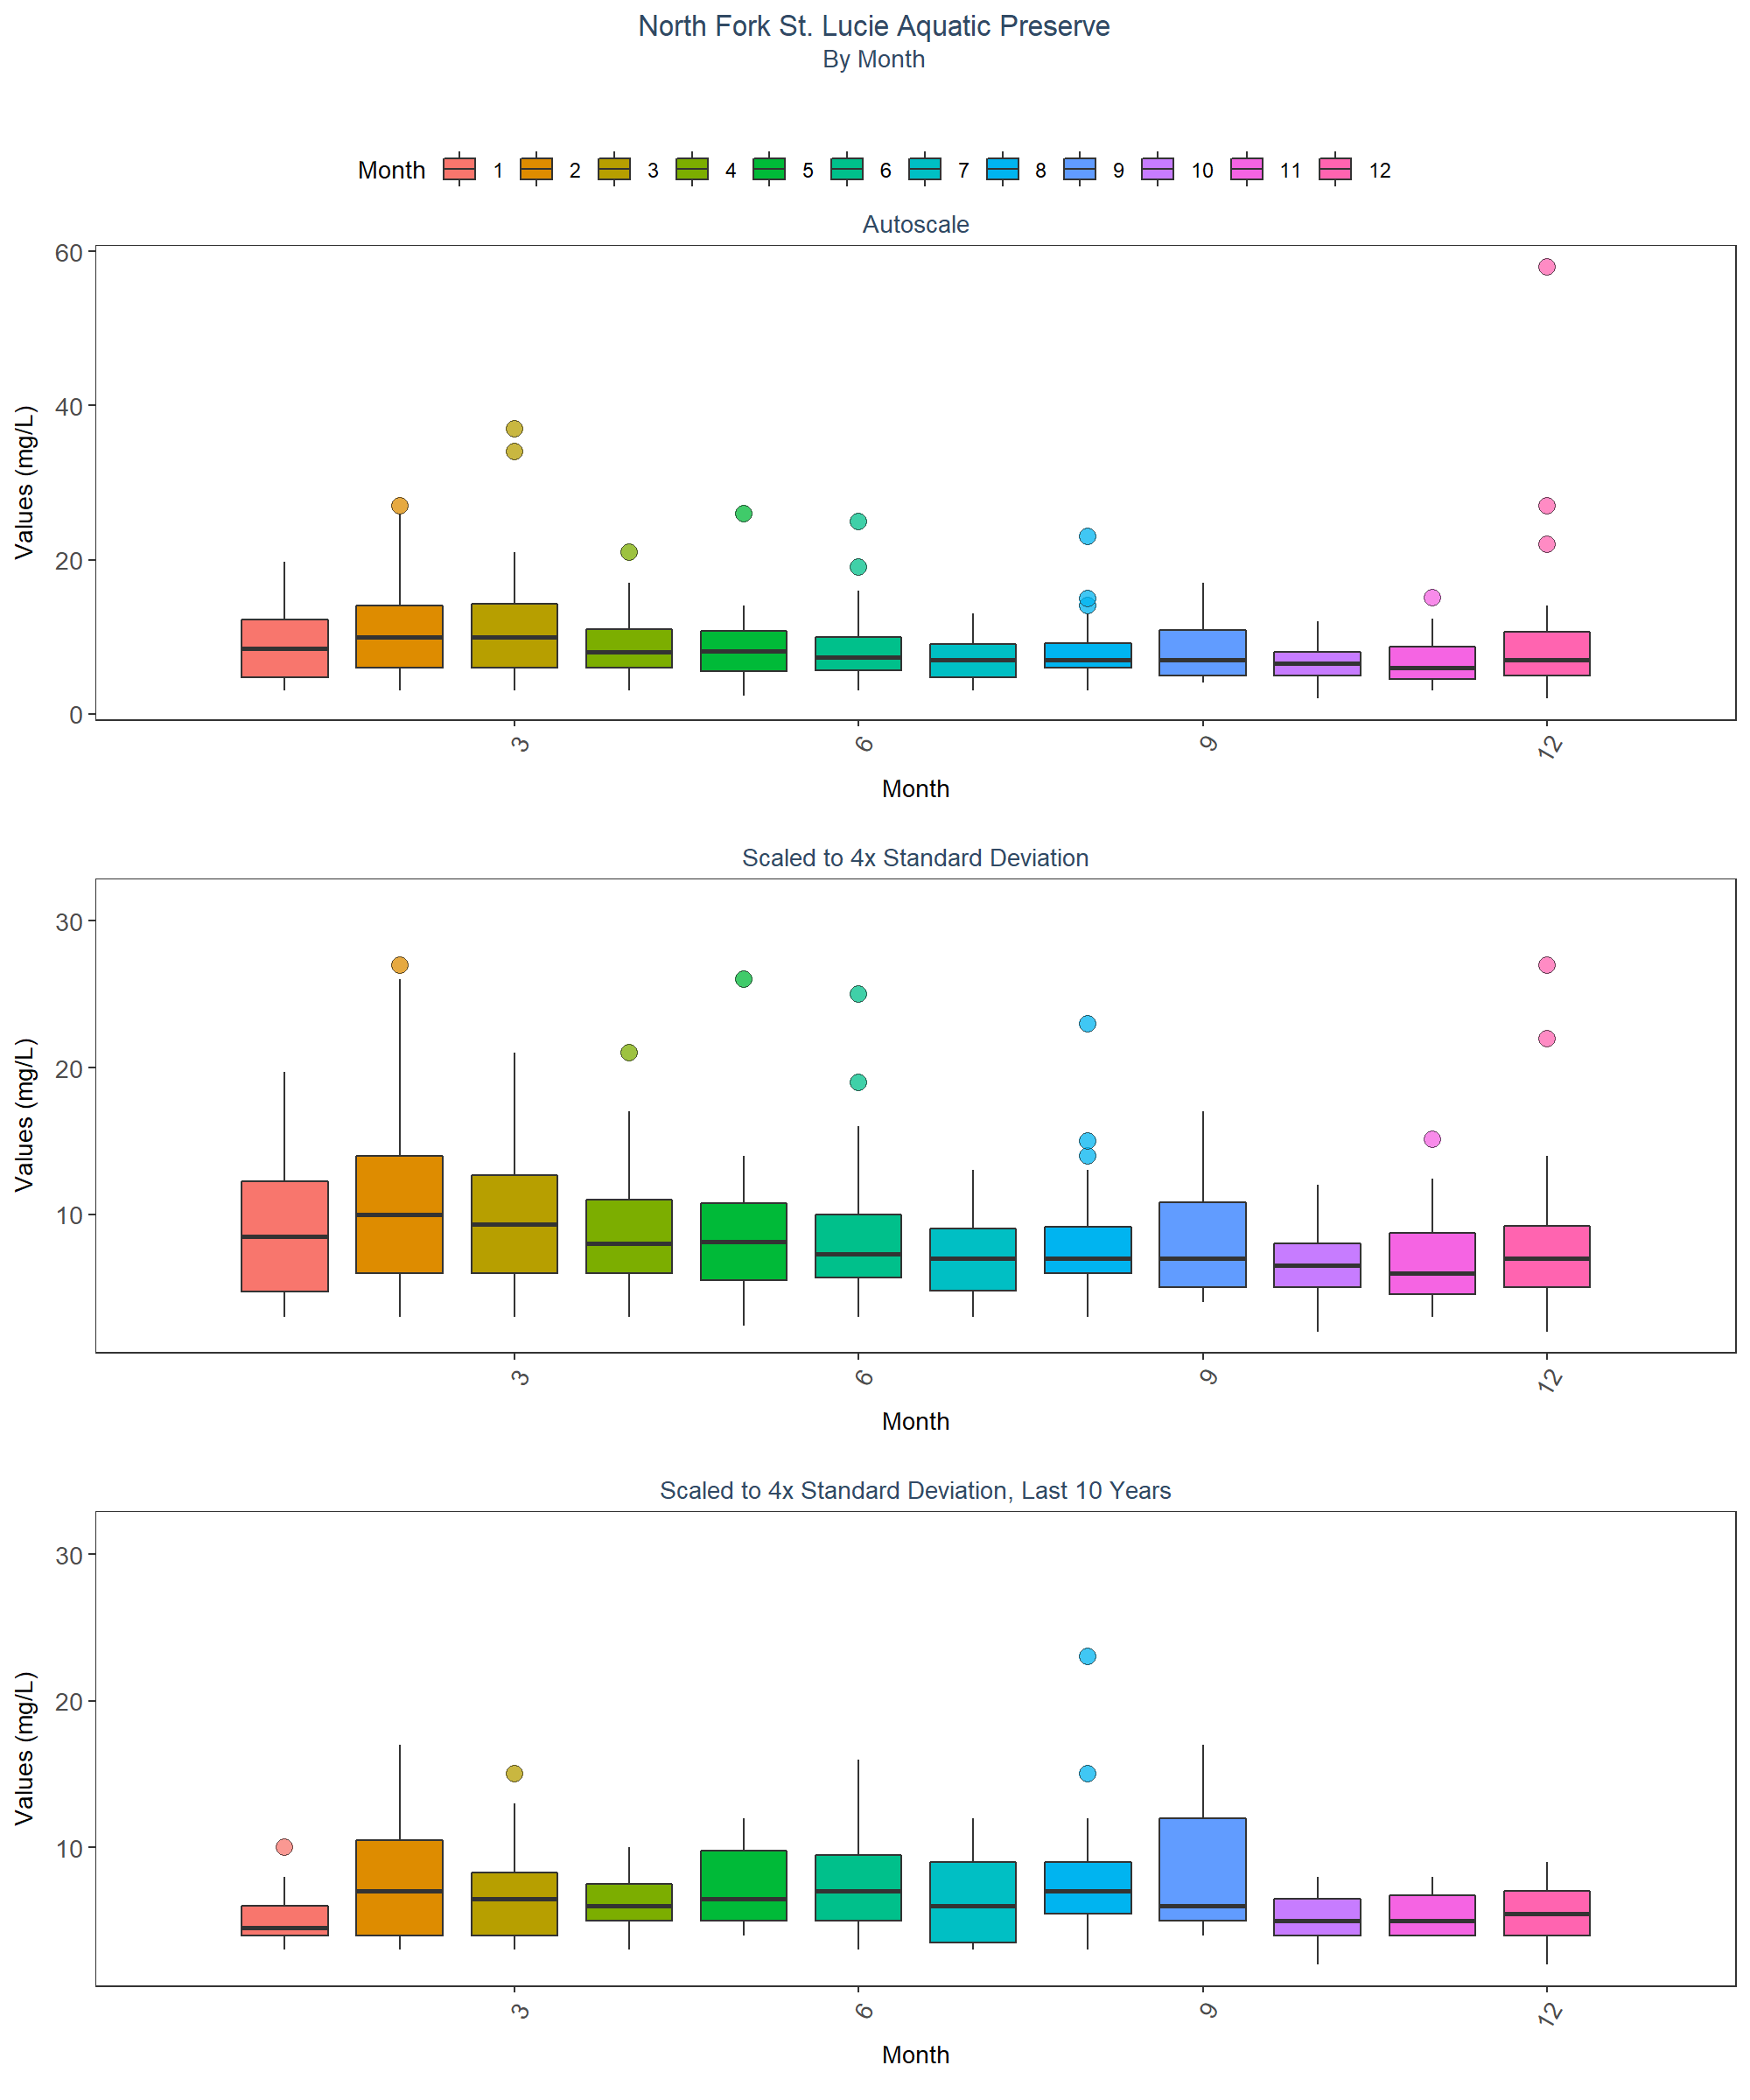 North Fork St. Lucie Aquatic Preserve
By Month
Month 1 2 3 4 5 6 7 8 9 10 11 12
Autoscale
Values (mg/L)
60
40
20
0
3 6 9 12
Month
Scaled to 4x Standard Deviation
Values (mg/L)
30
20
10
3 6 9 12
Month
Scaled to 4x Standard Deviation, Last 10 Years
Values (mg/L)
30
20
10
3 6 9 12
Month